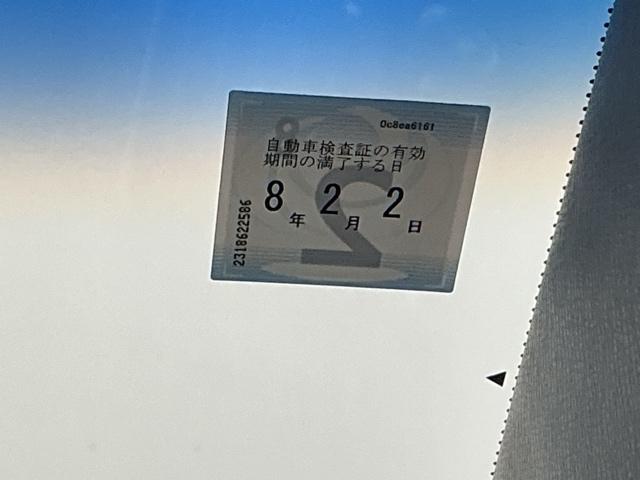 0c8ea6161
自動車検査証の有効
期間の満了する日
8年2月2日
2318622586